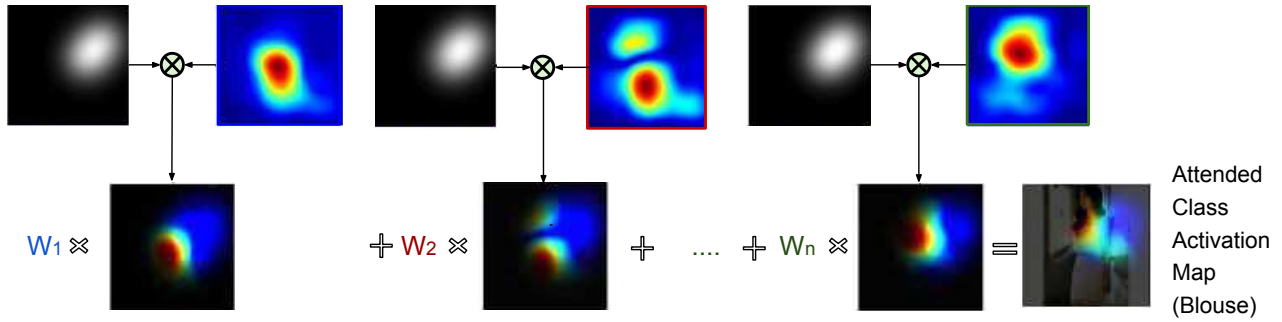 W1 × + W2 × + .... + Wn × =
Attended
Class
Activation
Map
(Blouse)